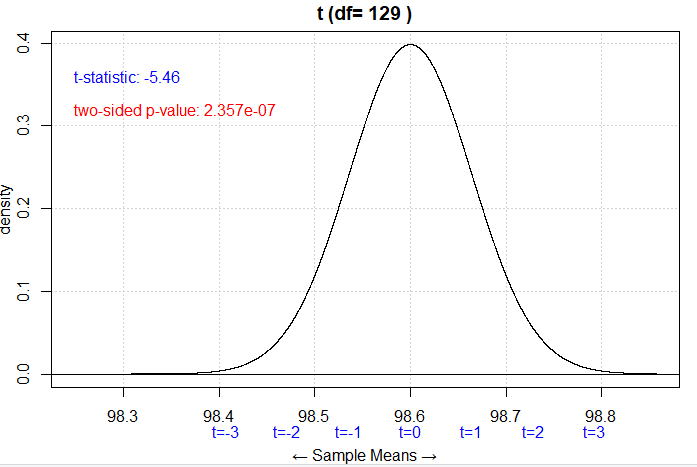 t (df= 129 )
t-statistic: -5.46
two-sided p-value: 2.357e-07
density
0.4
0.3
0.2
0.1
0.0
98.3 98.4 98.5 98.6 98.7 98.8
t=-3 t=-2 t=-1 t=0 t=1 t=2 t=3
← Sample Means →